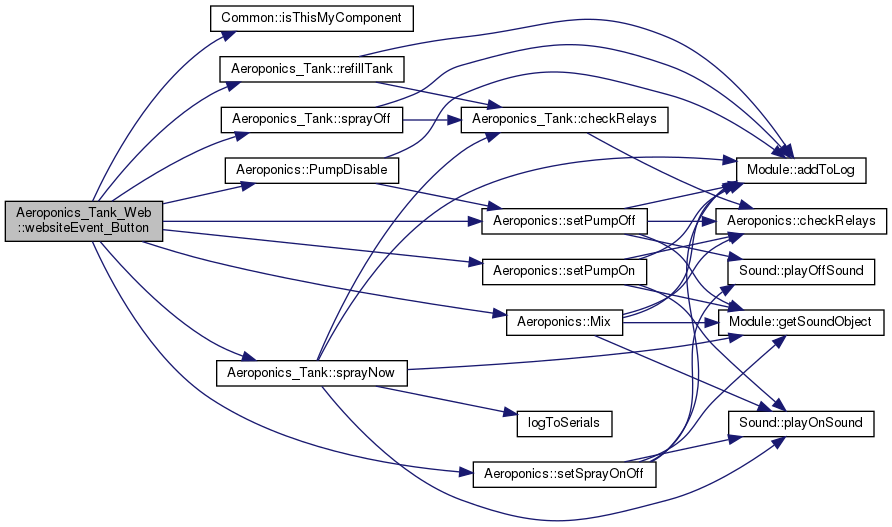 Common::isThisMyComponent
Aeroponics_Tank::refillTank
Aeroponics_Tank::sprayOff
Aeroponics_Tank::checkRelays
Aeroponics::PumpDisable
Module::addToLog
Aeroponics_Tank_Web
::websiteEvent_Button
Aeroponics::setPumpOff
Aeroponics::checkRelays
Aeroponics::setPumpOn
Sound::playOffSound
Aeroponics::Mix
Module::getSoundObject
Aeroponics_Tank::sprayNow
logToSerials
Sound::playOnSound
Aeroponics::setSprayOnOff